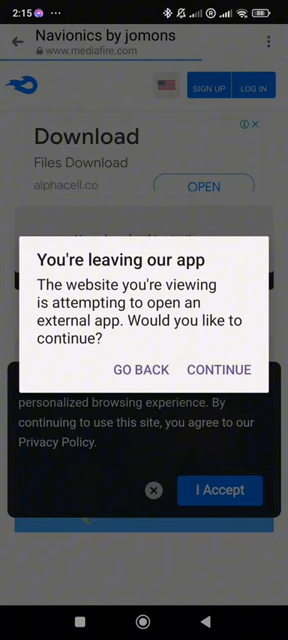 2:15
68
Navionics by jomons
www.mediafire.com
SIGN UP
LOG IN
Download
Files Download
alphacell.co
OPEN
You're leaving our app
The website you're viewing
is attempting to open an
external app. Would you like to
continue?
GO BACK
CONTINUE
personalized browsing experience. By
continuing to use this site, you agree to our
Privacy Policy.
I Accept